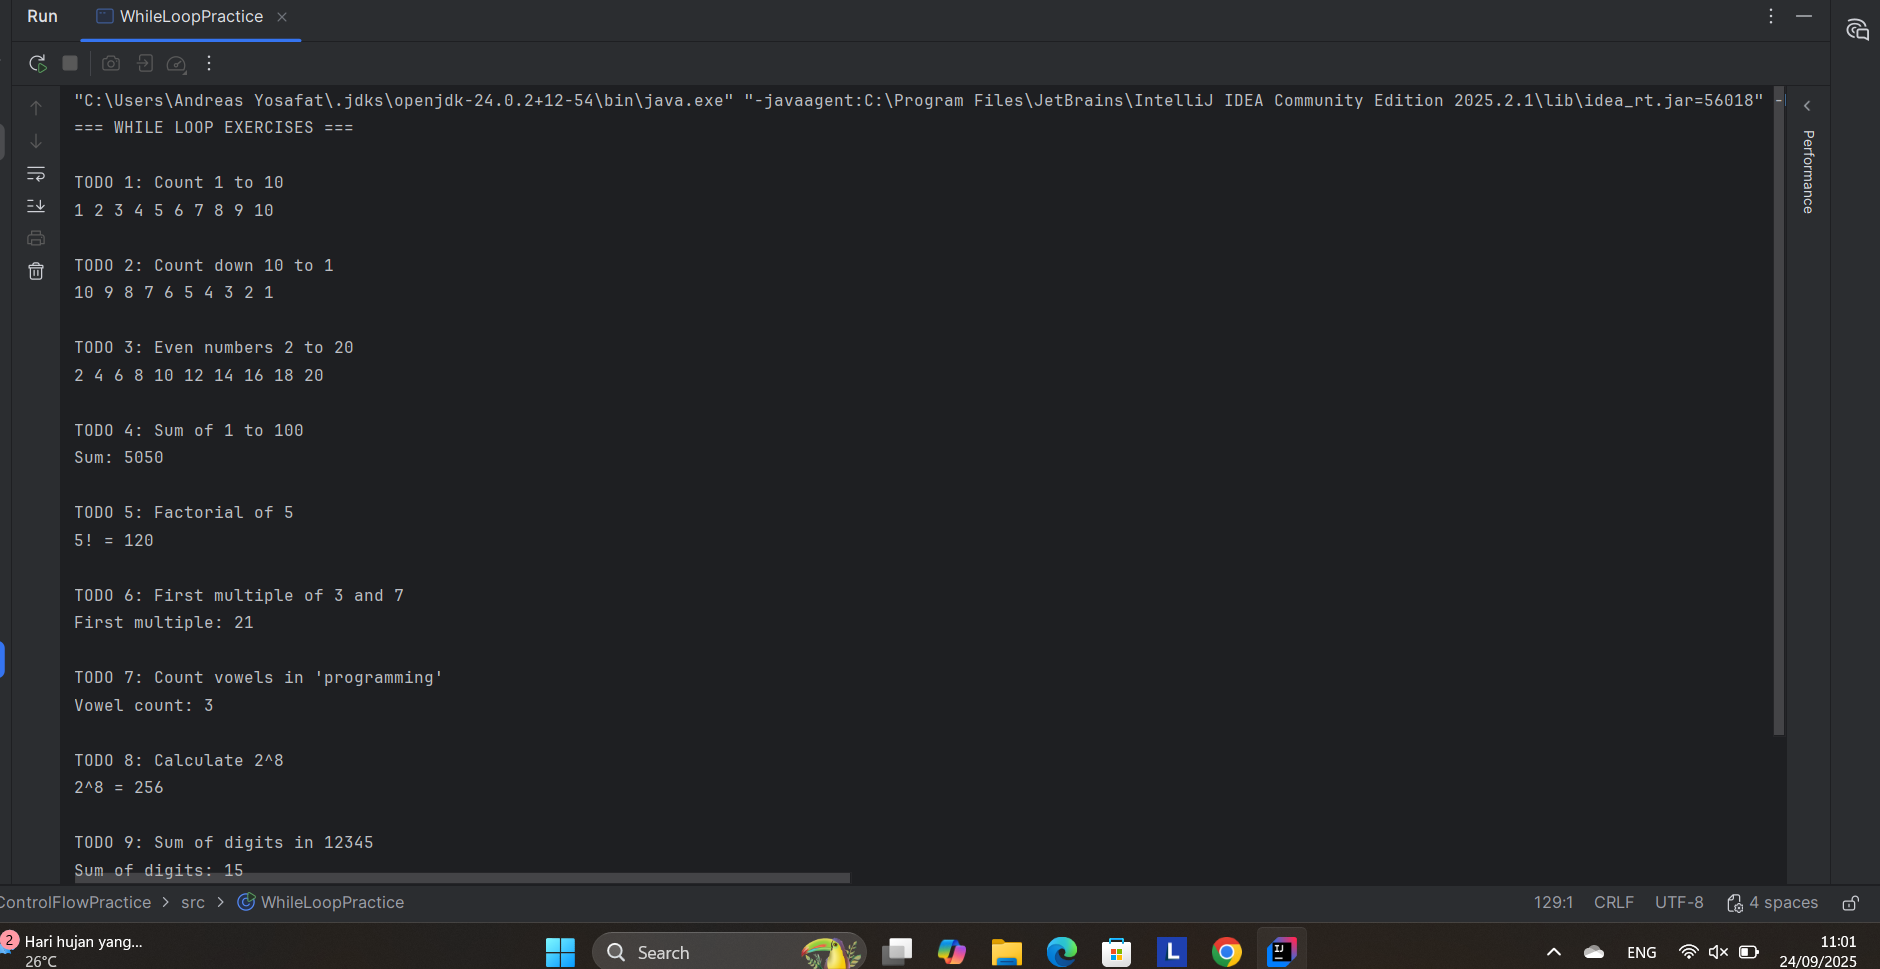 Run
WhileLoopPractice
"C:\Users\Andreas Yosafat\.jdks\openjdk-24.0.2+12-54\bin\java.exe" "-javaagent:C:\Program Files\JetBrains\IntelliJ IDEA Community Edition 2025.2.1\lib\idea_rt.jar=56018" -
=== WHILE LOOP EXERCISES ===
TODO 1: Count 1 to 10
1 2 3 4 5 6 7 8 9 10
TODO 2: Count down 10 to 1
10 9 8 7 6 5 4 3 2 1
TODO 3: Even numbers 2 to 20
2 4 6 8 10 12 14 16 18 20
TODO 4: Sum of 1 to 100
Sum: 5050
TODO 5: Factorial of 5
5! = 120
TODO 6: First multiple of 3 and 7
First multiple: 21
TODO 7: Count vowels in 'programming'
Vowel count: 3
TODO 8: Calculate 2^8
2^8 = 256
TODO 9: Sum of digits in 12345
Sum of digits: 15
Performance
ControlFlowPractice > src > WhileLoopPractice
129:1 CRLF UTF-8 4 spaces
2
Hari hujan yang...
26°C
Search
L
IJ
ENG
11:01
24/09/2025